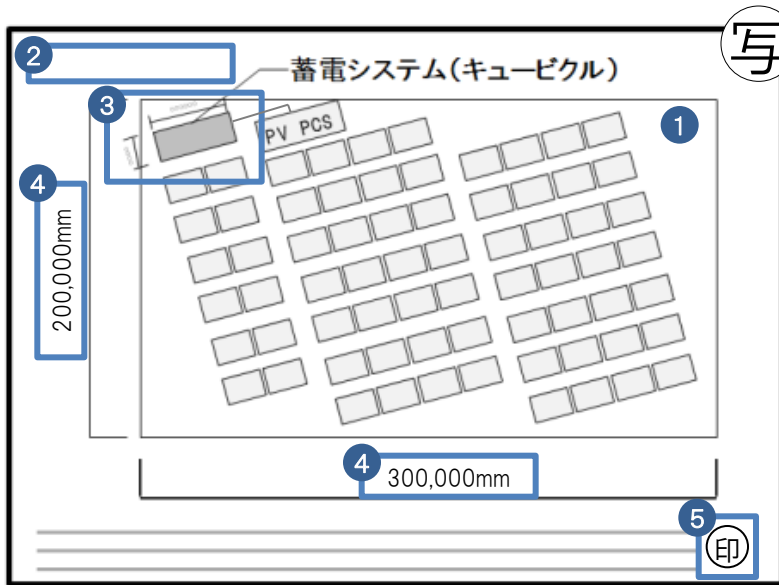 写
②
蓄電システム(キュービクル)
③
PV PCS
①
④
200,000mm
④
300,000mm
⑤
印